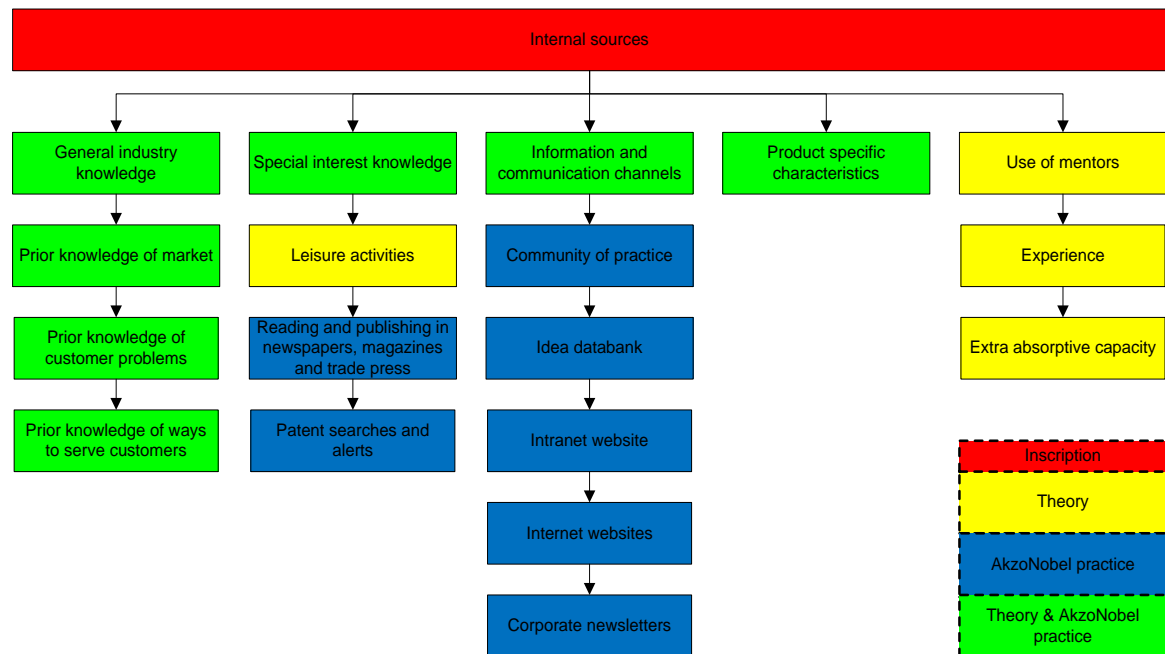 Internal sources
General industry
knowledge
Special interest knowledge
Information and
communication channels
Product specific
characteristics
Use of mentors
Prior knowledge of market
Leisure activities
Community of practice
Experience
Prior knowledge of
customer problems
Reading and publishing in
newspapers, magazines
and trade press
Idea databank
Extra absorptive capacity
Prior knowledge of ways
to serve customers
Patent searches and
alerts
Intranet website
Internet websites
Corporate newsletters
Inscription
Theory
AkzoNobel practice
Theory & AkzoNobel
practice